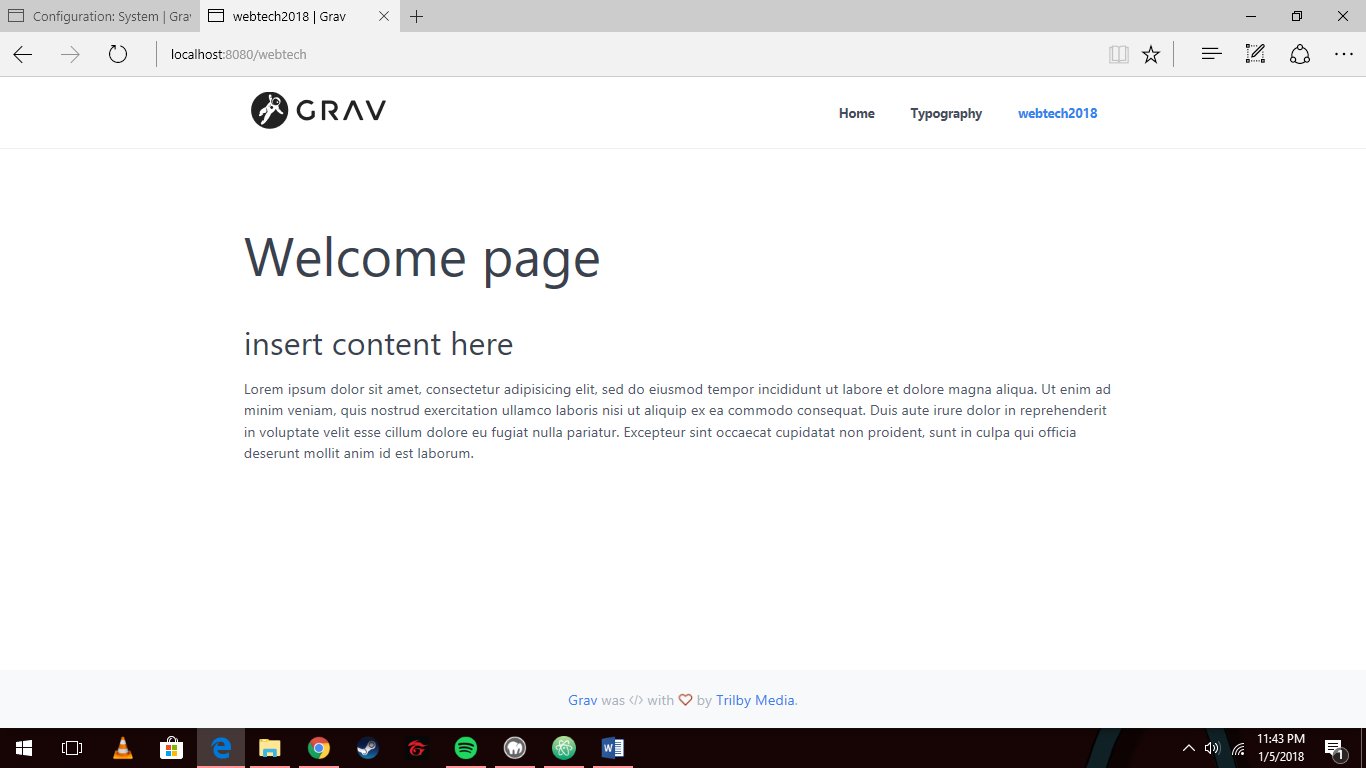 Configuration: System | Gra
webtech2018 | Grav
localhost:8080/webtech
GRAV
Home
Typography
webtech2018
Welcome page
insert content here
Lorem ipsum dolor sit amet, consectetur adipisicing elit, sed do eiusmod tempor incididunt ut labore et dolore magna aliqua. Ut enim ad
minim veniam, quis nostrud exercitation ullamco laboris nisi ut aliquip ex ea commodo consequat. Duis aute irure dolor in reprehenderit
in voluptate velit esse cillum dolore eu fugiat nulla pariatur. Excepteur sint occaecat cupidatat non proident, sunt in culpa qui officia
deserunt mollit anim id est laborum.
Grav was </> with ♡ by Trilby Media.
11:43 PM
1/5/2018
1